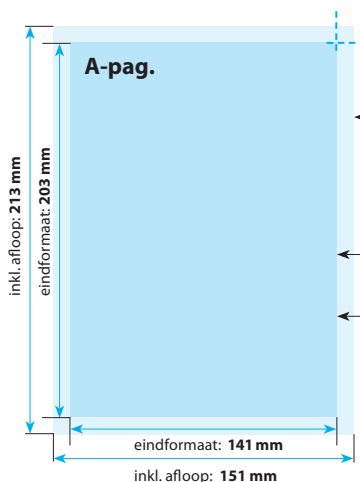 A-pag.
inkl. afloop: 213 mm
eindformaat: 203 mm
eindformaat: 141 mm
inkl. afloop: 151 mm